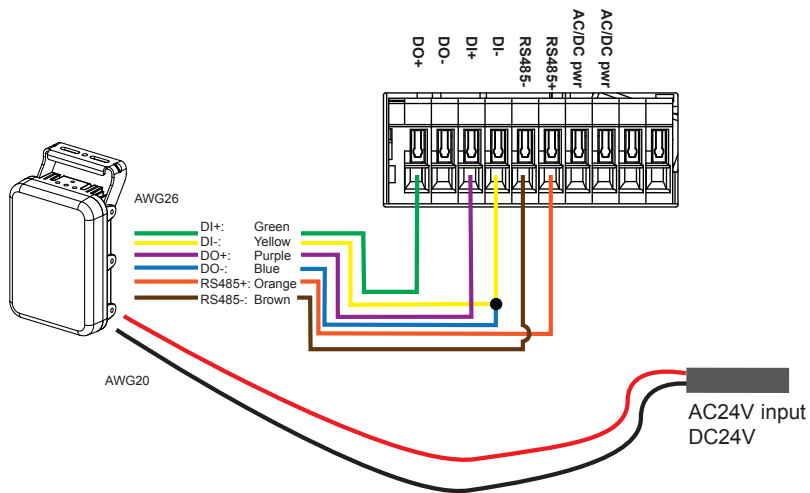 DO+
DO-
DI+
DI-
RS485-
RS485+
AC/DC pwr
AC/DC pwr
AWG26
DI+: Green
DI-: Yellow
DO+: Purple
DO-: Blue
RS485+: Orange
RS485-: Brown
AWG20
AC24V input
DC24V